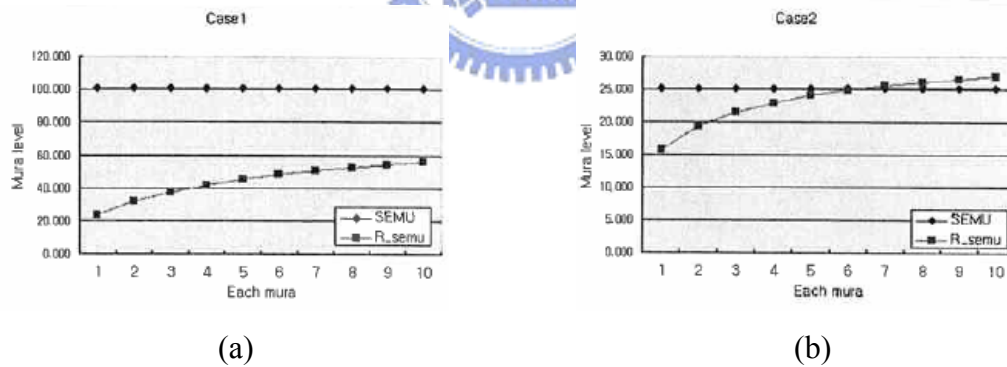 Case1
120.000
100.000
80.000
60.000
40.000
20.000
0.000
Mura level
SEMU
R_semu
1 2 3 4 5 6 7 8 9 10
Each mura
(a)
Case2
30.000
25.000
20.000
15.000
10.000
5.000
0.000
Mura level
SEMU
R_semu
1 2 3 4 5 6 7 8 9 10
Each mura
(b)